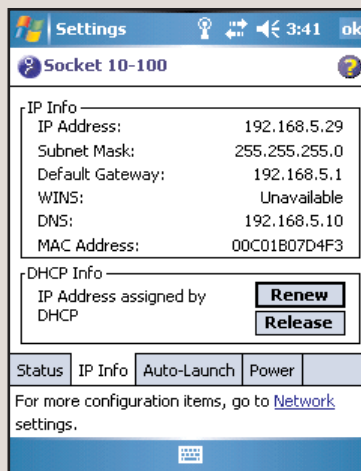 Settings 3:41 ok
Socket 10-100
IP Info
IP Address: 192.168.5.29
Subnet Mask: 255.255.255.0
Default Gateway: 192.168.5.1
WINS: Unavailable
DNS: 192.168.5.10
MAC Address: 00C01B07D4F3
DHCP Info
IP Address assigned by
DHCP
Renew
Release
Status IP Info Auto-Launch Power
For more configuration items, go to Network
settings.